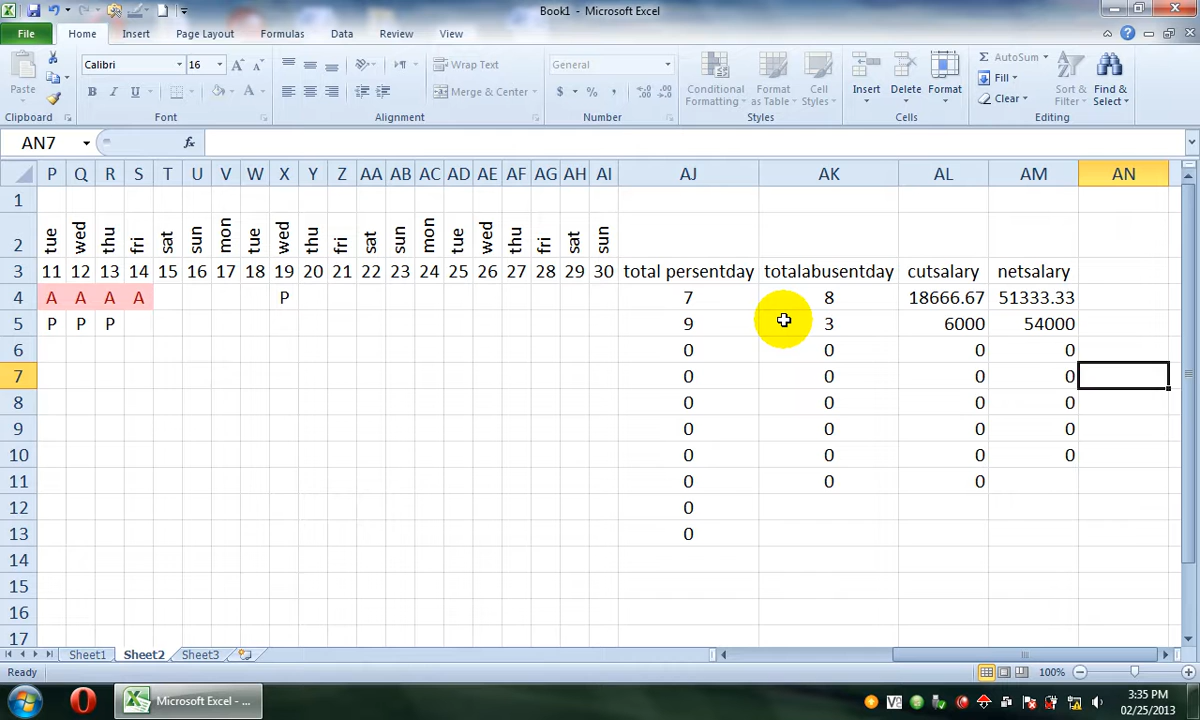 Book1 - Microsoft Excel
File Home Insert Page Layout Formulas Data Review View
Calibri 16 Wrap Text General AutoSum
Paste Merge & Center Conditional Formatting Format as Table Cell Styles Insert Delete Format Fill Sort & Filter Find & Select
B I U $ % , Clear
Clipboard Font Alignment Number Styles Cells Editing
AN7 fx
P Q R S T U V W X Y Z AA AB AC AD AE AF AG AH AI AJ AK AL AM AN
1
2 tue wed thu fri sat sun mon tue wed thu fri sat sun mon tue wed thu fri sat sun
3 11 12 13 14 15 16 17 18 19 20 21 22 23 24 25 26 27 28 29 30 total persentday totalabusentday cutsalary netsalary
4 A A A A P 7 8 18666.67 51333.33
5 P P P 9 3 6000 54000
6 0 0 0 0
7 0 0 0 0
8 0 0 0 0
9 0 0 0 0
10 0 0 0 0
11 0 0 0
12 0
13 0
14
15
16
17
Sheet1 Sheet2 Sheet3
Ready 100%
Microsoft Excel - ... 3:35 PM
02/25/2013